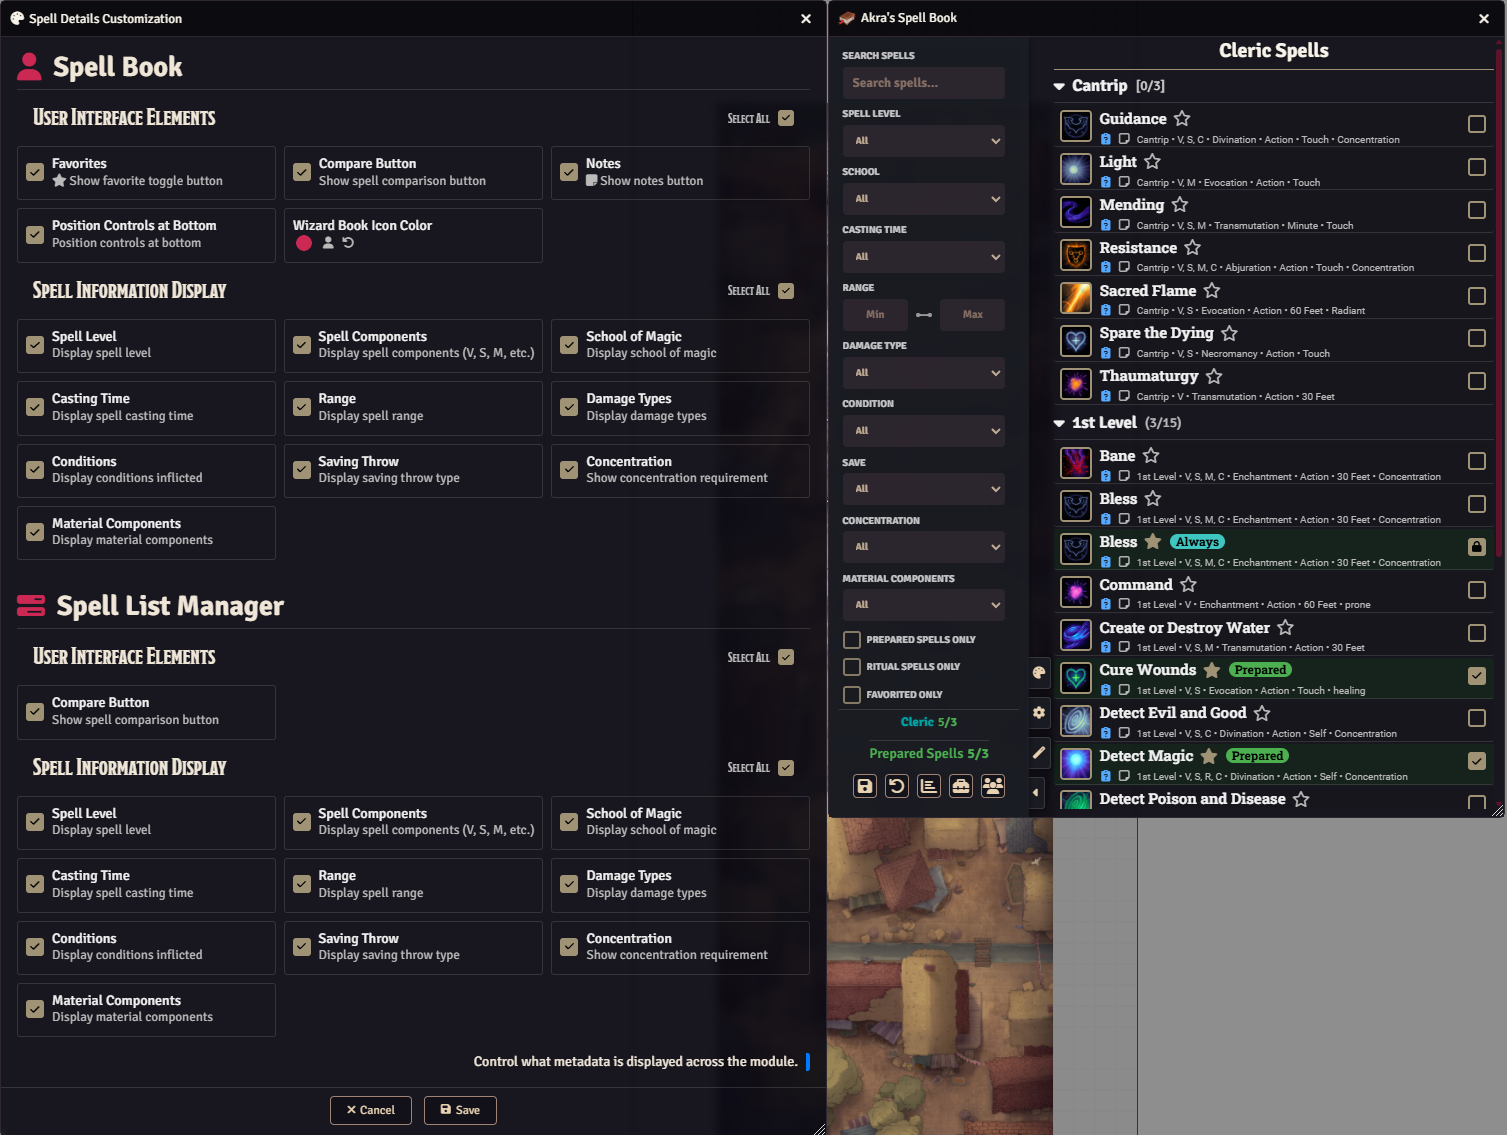 Spell Details Customization
Spell Book
User Interface Elements
Select All
Favorites
Show favorite toggle button
Compare Button
Show spell comparison button
Notes
Show notes button
Position Controls at Bottom
Position controls at bottom
Wizard Book Icon Color
Spell Information Display
Select All
Spell Level
Display spell level
Spell Components
Display spell components (V, S, M, etc.)
School of Magic
Display school of magic
Casting Time
Display spell casting time
Range
Display spell range
Damage Types
Display damage types
Conditions
Display conditions inflicted
Saving Throw
Display saving throw type
Concentration
Show concentration requirement
Material Components
Display material components
Spell List Manager
User Interface Elements
Select All
Compare Button
Show spell comparison button
Spell Information Display
Select All
Spell Level
Display spell level
Spell Components
Display spell components (V, S, M, etc.)
School of Magic
Display school of magic
Casting Time
Display spell casting time
Range
Display spell range
Damage Types
Display damage types
Conditions
Display conditions inflicted
Saving Throw
Display saving throw type
Concentration
Show concentration requirement
Material Components
Display material components
Control what metadata is displayed across the module.
Cancel
Save
Akra's Spell Book
SEARCH SPELLS
Search spells...
SPELL LEVEL
All
SCHOOL
All
CASTING TIME
All
RANGE
Min
Max
DAMAGE TYPE
All
CONDITION
All
SAVE
All
CONCENTRATION
All
MATERIAL COMPONENTS
All
PREPARED SPELLS ONLY
RITUAL SPELLS ONLY
FAVORITED ONLY
Cleric 5/3
Prepared Spells 5/3
Cleric Spells
Cantrip [0/3]
Guidance
Cantrip • V, S, C • Divination • Action • Touch • Concentration
Light
Cantrip • V, M • Evocation • Action • Touch
Mending
Cantrip • V, S, M • Transmutation • Minute • Touch
Resistance
Cantrip • V, S, M, C • Abjuration • Action • Touch • Concentration
Sacred Flame
Cantrip • V, S • Evocation • Action • 60 Feet • Radiant
Spare the Dying
Cantrip • V, S • Necromancy • Action • Touch
Thaumaturgy
Cantrip • V • Transmutation • Action • 30 Feet
1st Level (3/15)
Bane
1st Level • V, S, M, C • Enchantment • Action • 30 Feet • Concentration
Bless
1st Level • V, S, M, C • Enchantment • Action • 30 Feet • Concentration
Bless Always
1st Level • V, S, M, C • Enchantment • Action • 30 Feet • Concentration
Command
1st Level • V • Enchantment • Action • 60 Feet • prone
Create or Destroy Water
1st Level • V, S, M • Transmutation • Action • 30 Feet
Cure Wounds Prepared
1st Level • V, S • Evocation • Action • Touch • healing
Detect Evil and Good
1st Level • V, S, C • Divination • Action • Self • Concentration
Detect Magic Prepared
1st Level • V, S, R, C • Divination • Action • Self • Concentration
Detect Poison and Disease